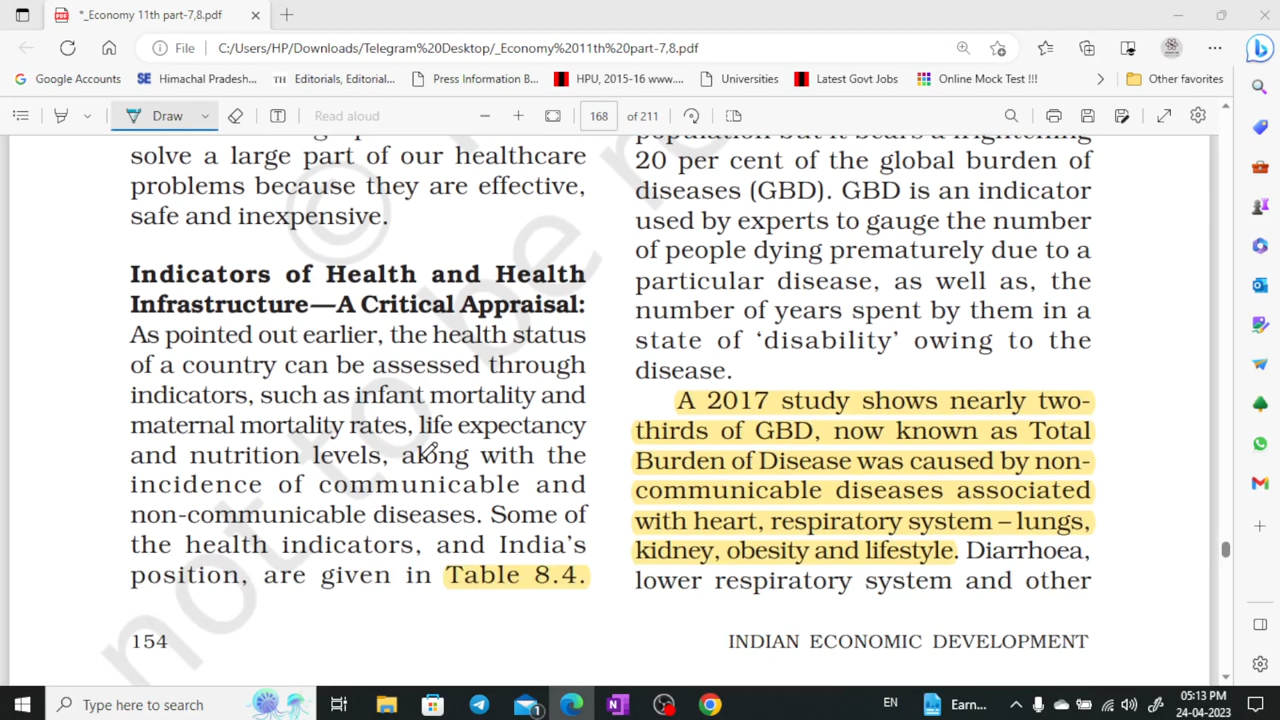 *_Economy 11th part-7,8.pdf
File
C:/Users/HP/Downloads/Telegram%20Desktop/_Economy%2011th%20part-7,8.pdf
Google Accounts
Himachal Pradesh...
Editorials, Editorial...
Press Information B...
HPU, 2015-16 www....
Universities
Latest Govt Jobs
Online Mock Test !!!
Other favorites
Draw
Read aloud
168 of 211
solve a large part of our healthcare
problems because they are effective,
safe and inexpensive.
Indicators of Health and Health
Infrastructure—A Critical Appraisal:
As pointed out earlier, the health status
of a country can be assessed through
indicators, such as infant mortality and
maternal mortality rates, life expectancy
and nutrition levels, along with the
incidence of communicable and
non-communicable diseases. Some of
the health indicators, and India's
position, are given in Table 8.4.
population but it bears a frightening
20 per cent of the global burden of
diseases (GBD). GBD is an indicator
used by experts to gauge the number
of people dying prematurely due to a
particular disease, as well as, the
number of years spent by them in a
state of 'disability' owing to the
disease.
A 2017 study shows nearly two-
thirds of GBD, now known as Total
Burden of Disease was caused by non-
communicable diseases associated
with heart, respiratory system – lungs,
kidney, obesity and lifestyle. Diarrhoea,
lower respiratory system and other
154
INDIAN ECONOMIC DEVELOPMENT
not to be re
Type here to search
Earn...
EN
05:13 PM
24-04-2023